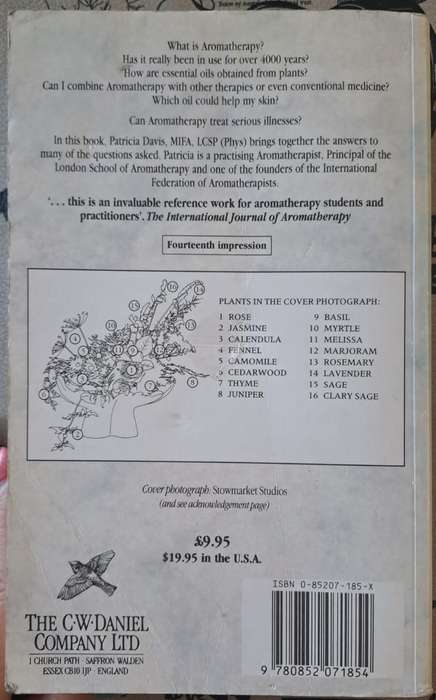 What is Aromatherapy?
Has it really been in use for over 4000 years?
How are essential oils obtained from plants?
Can I combine Aromatherapy with other therapies or even conventional medicine?
Which oil could help my skin?
Can Aromatherapy treat serious illnesses?
In this book, Patricia Davis, MIFA, LCSP (Phys) brings together the answers to
many of the questions asked. Patricia is a practising Aromatherapist, Principal of the
London School of Aromatherapy and one of the founders of the International
Federation of Aromatherapists.
'. . . this is an invaluable reference work for aromatherapy students and
practitioners'. The International Journal of Aromatherapy
Fourteenth impression
PLANTS IN THE COVER PHOTOGRAPH:
1 ROSE
2 JASMINE
3 CALENDULA
4 FENNEL
5 CAMOMILE
6 CEDARWOOD
7 THYME
8 JUNIPER
9 BASIL
10 MYRTLE
11 MELISSA
12 MARJORAM
13 ROSEMARY
14 LAVENDER
15 SAGE
16 CLARY SAGE
Cover photograph: Stowmarket Studios
(and see acknowledgement page)
£9.95
$19.95 in the U.S.A.
THE C·W·DANIEL
COMPANY LTD
1 CHURCH PATH · SAFFRON WALDEN
ESSEX CB10 1JP · ENGLAND
ISBN 0-85207-185-X
9 780852 071854